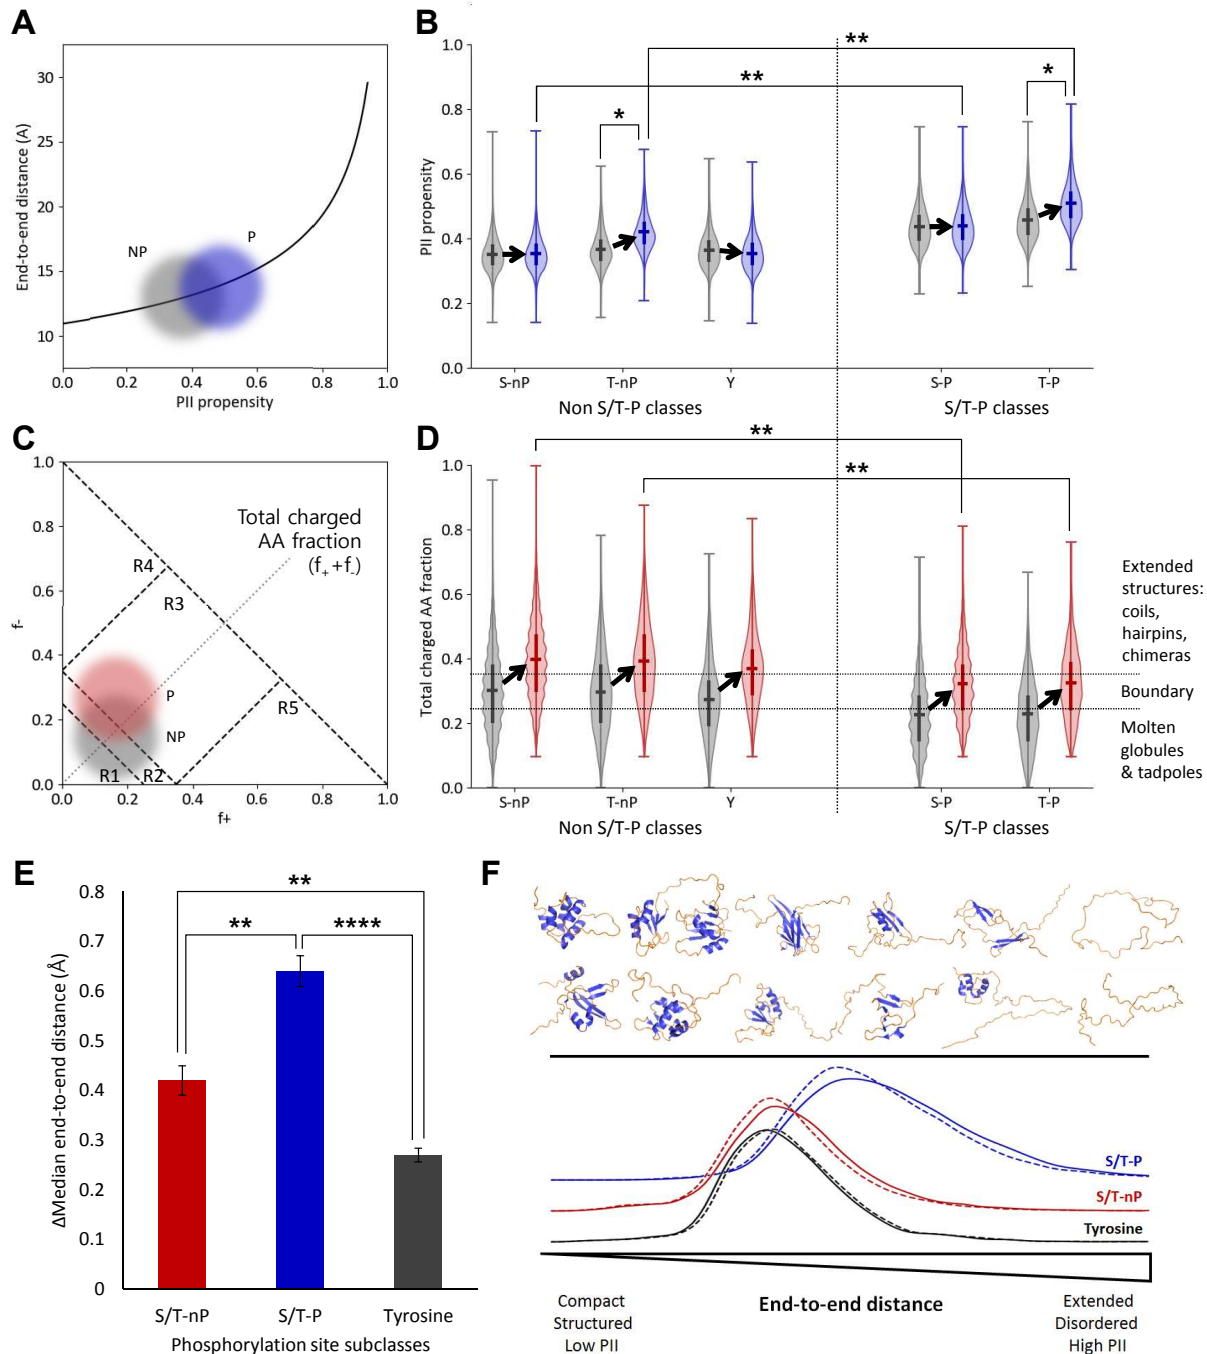 A
End-to-end distance (A)
30
25
20
15
10
NP
P
0.0 0.2 0.4 0.6 0.8 1.0
PII propensity
B
PII propensity
1.0
0.8
0.6
0.4
0.2
0.0
**
**
*
*
S-nP T-nP Y S-P T-P
Non S/T-P classes S/T-P classes
C
f-
1.0
0.8
0.6
0.4
0.2
0.0
Total charged
AA fraction
(f+ +f-)
R4
R3
P
R5
NP
R1 R2
0.0 0.2 0.4 0.6 0.8 1.0
f+
D
Total charged AA fraction
1.0
0.8
0.6
0.4
0.2
0.0
**
**
Extended
structures:
coils,
hairpins,
chimeras
Boundary
Molten
globules
& tadpoles
S-nP T-nP Y S-P T-P
Non S/T-P classes S/T-P classes
E
ΔMedian end-to-end distance (Å)
0.8
0.7
0.6
0.5
0.4
0.3
0.2
0.1
0
**
** ****
S/T-nP S/T-P Tyrosine
Phosphorylation site subclasses
F
S/T-P
S/T-nP
Tyrosine
Compact
Structured
Low PII
End-to-end distance
Extended
Disordered
High PII